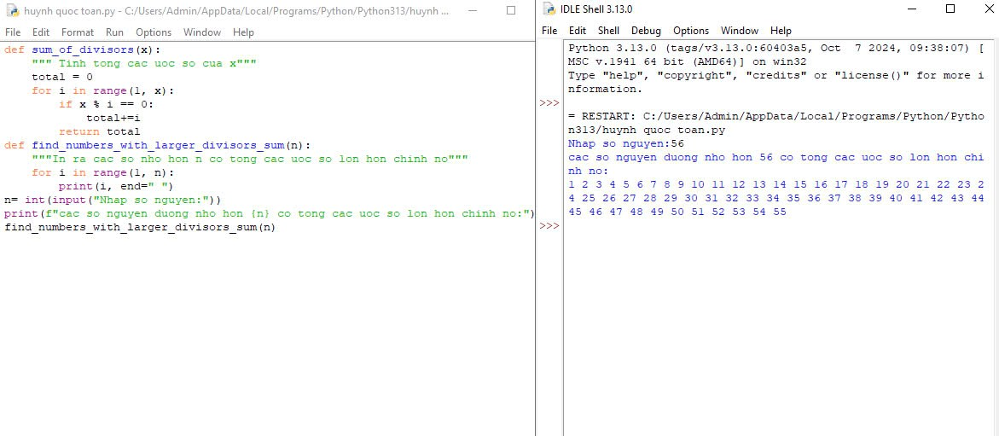 huynh quoc toan.py - C:/Users/Admin/AppData/Local/Programs/Python/Python313/huynh ...
File Edit Format Run Options Window Help
def sum_of_divisors(x):
    """ Tinh tong cac uoc so cua x"""
    total = 0
    for i in range(1, x):
        if x % i == 0:
            total+=i
        return total
def find_numbers_with_larger_divisors_sum(n):
    """In ra cac so nho hon n co tong cac uoc so lon hon chinh no"""
    for i in range(1, n):
        print(i, end=" ")
n= int(input("Nhap so nguyen:"))
print(f"cac so nguyen duong nho hon {n} co tong cac uoc so lon hon chinh no:")
find_numbers_with_larger_divisors_sum(n)
IDLE Shell 3.13.0
File Edit Shell Debug Options Window Help
Python 3.13.0 (tags/v3.13.0:60403a5, Oct  7 2024, 09:38:07) [
MSC v.1941 64 bit (AMD64)] on win32
Type "help", "copyright", "credits" or "license()" for more i
nformation.
>>>
= RESTART: C:/Users/Admin/AppData/Local/Programs/Python/Pytho
n313/huynh quoc toan.py
Nhap so nguyen:56
cac so nguyen duong nho hon 56 co tong cac uoc so lon hon chi
nh no:
1 2 3 4 5 6 7 8 9 10 11 12 13 14 15 16 17 18 19 20 21 22 23 2
4 25 26 27 28 29 30 31 32 33 34 35 36 37 38 39 40 41 42 43 44
45 46 47 48 49 50 51 52 53 54 55
>>>